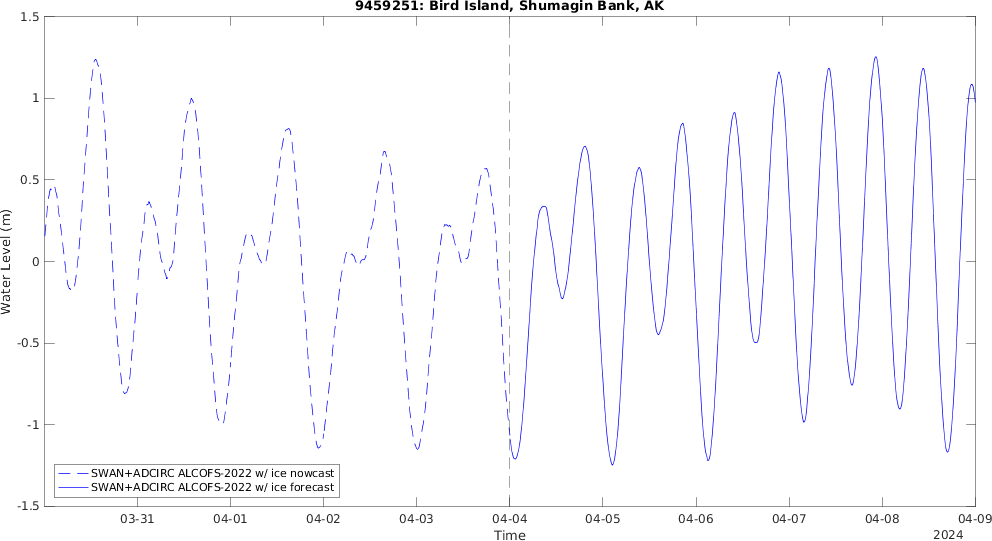 9459251: Bird Island, Shumagin Bank, AK
1.5
1
0.5
0
-0.5
-1
-1.5
Water Level (m)
SWAN+ADCIRC ALCOFS-2022 w/ ice nowcast
SWAN+ADCIRC ALCOFS-2022 w/ ice forecast
03-31 04-01 04-02 04-03 04-04 04-05 04-06 04-07 04-08 04-09
Time
2024